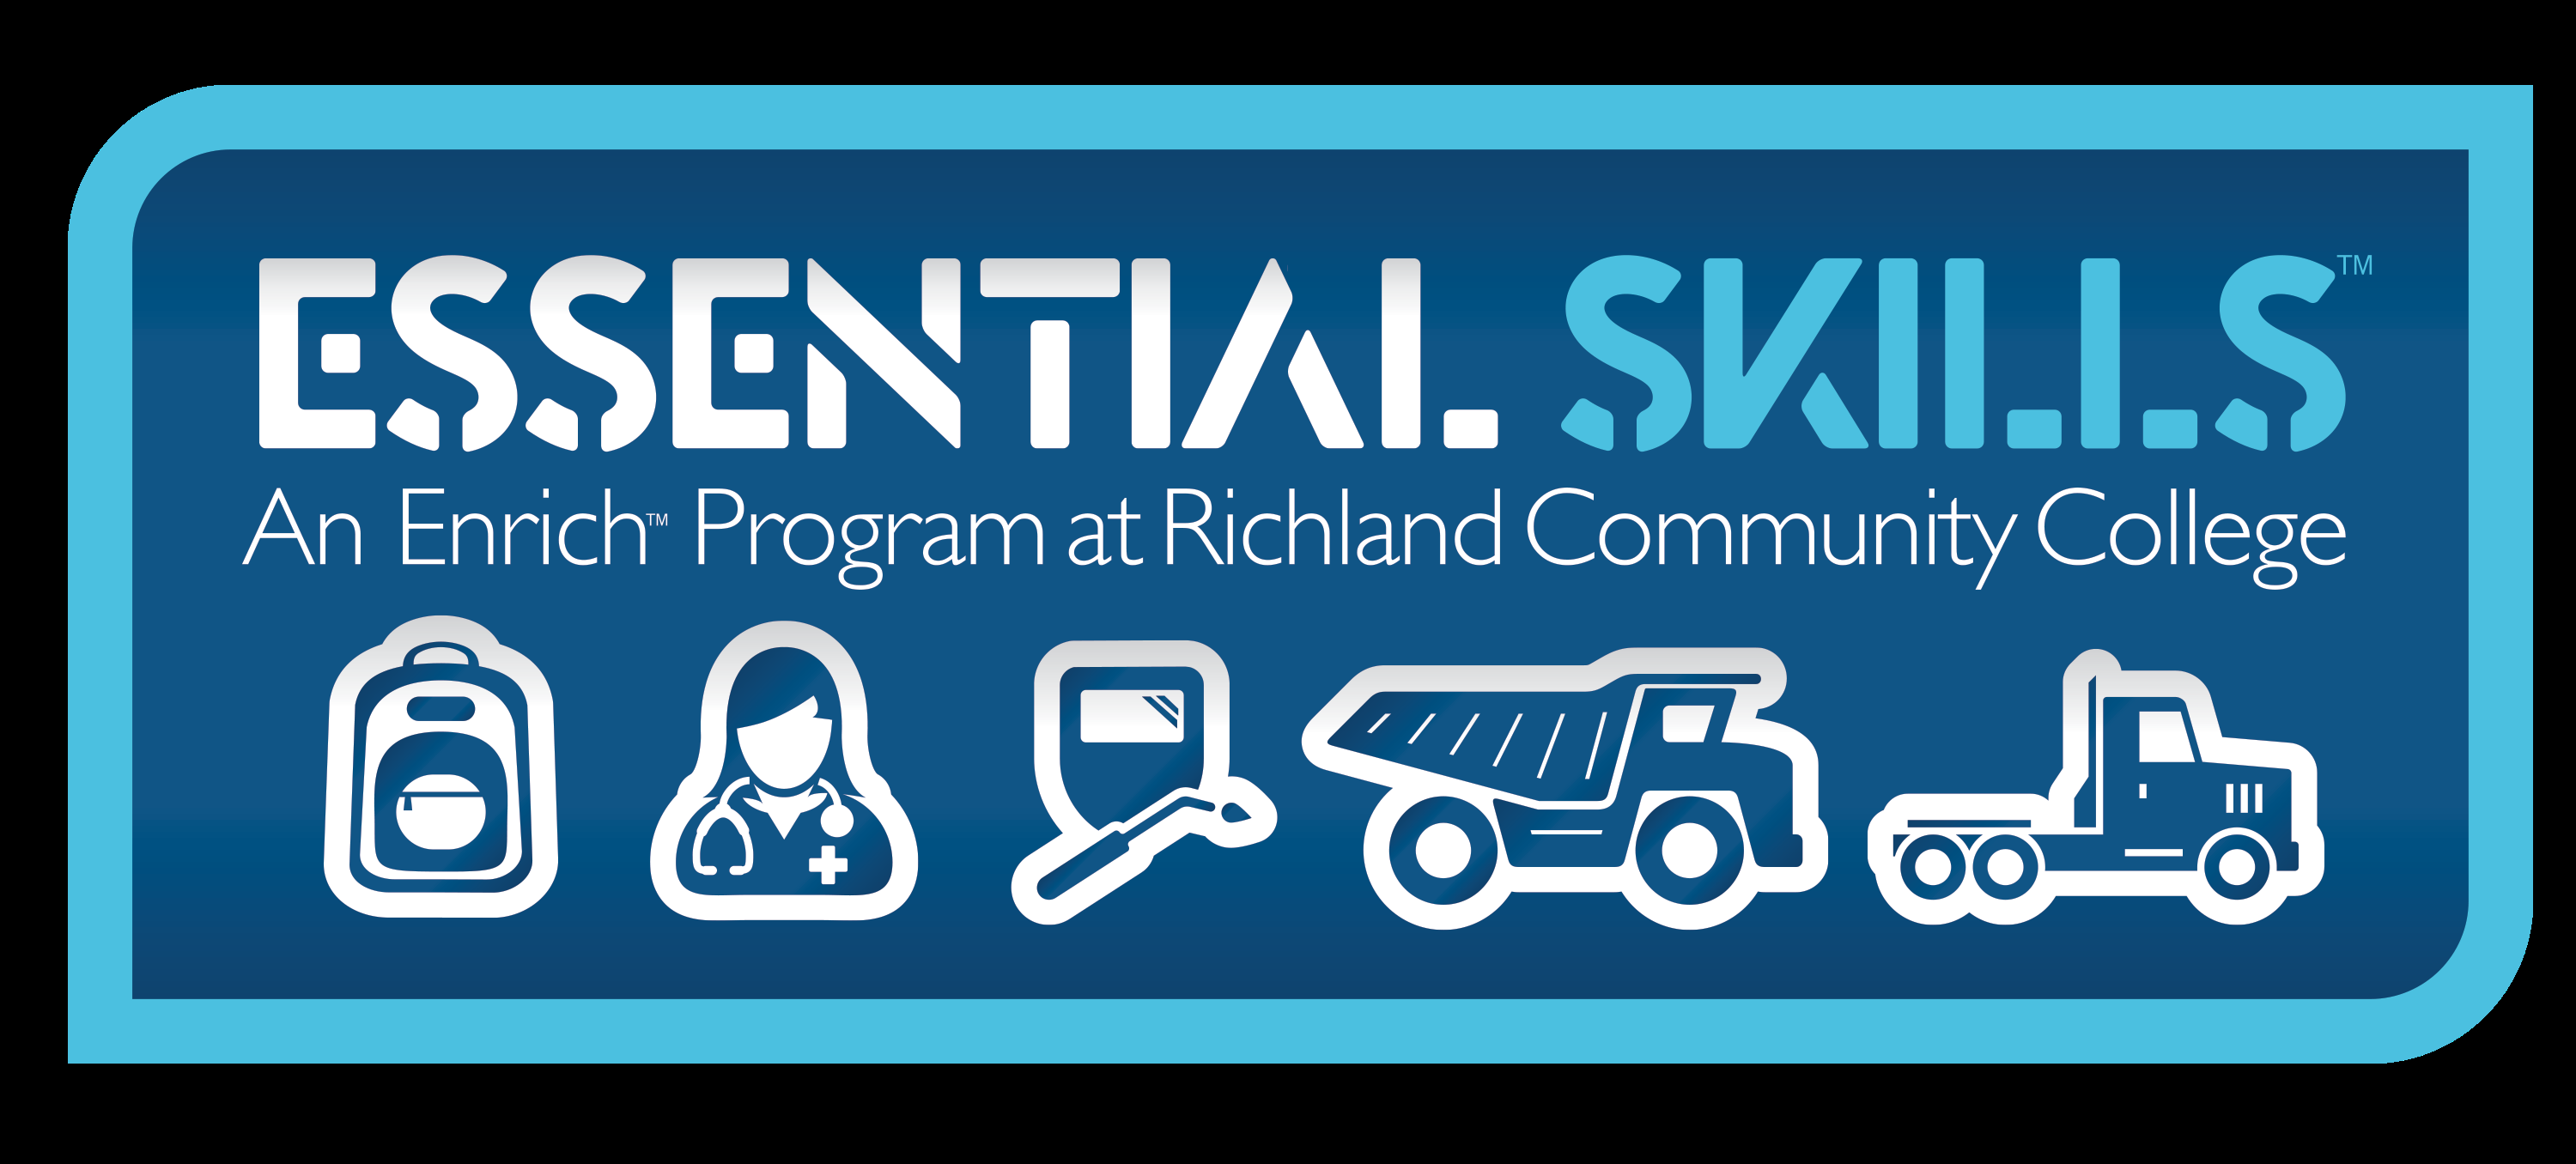 ESSENTIAL SKILLS™
An Enrich™ Program at Richland Community College